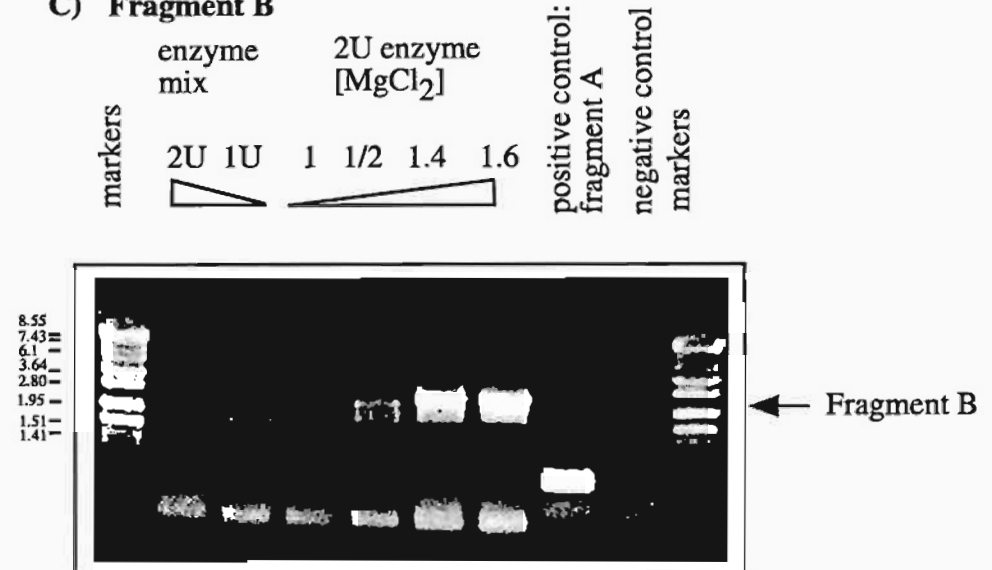 C) Fragment B
enzyme
mix
2U enzyme
[MgCl2]
markers
2U 1U
1 1/2 1.4 1.6
positive control:
fragment A
negative control
markers
8.55
7.43
6.1
3.64
2.80
1.95
1.51
1.41
Fragment B